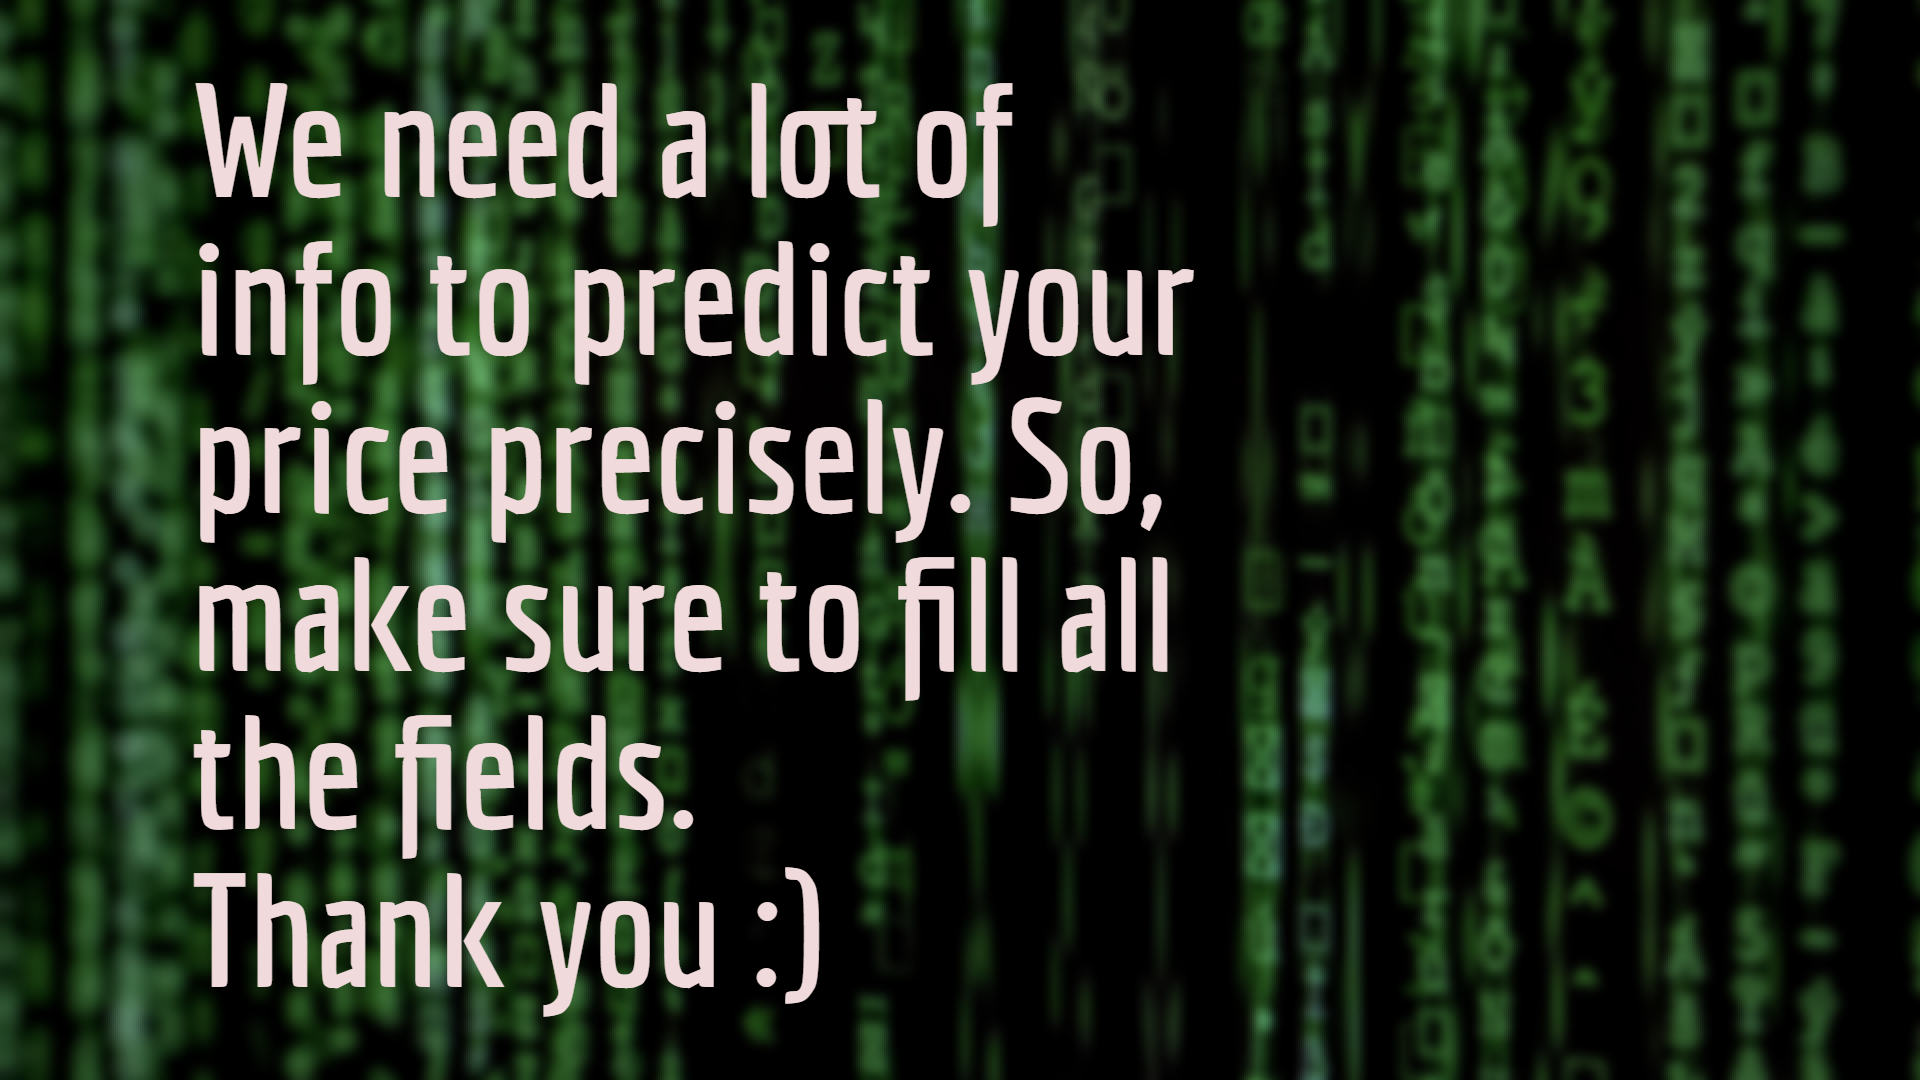 We need a lot of
info to predict your
price precisely. So,
make sure to fill all
the fields.
Thank you :)